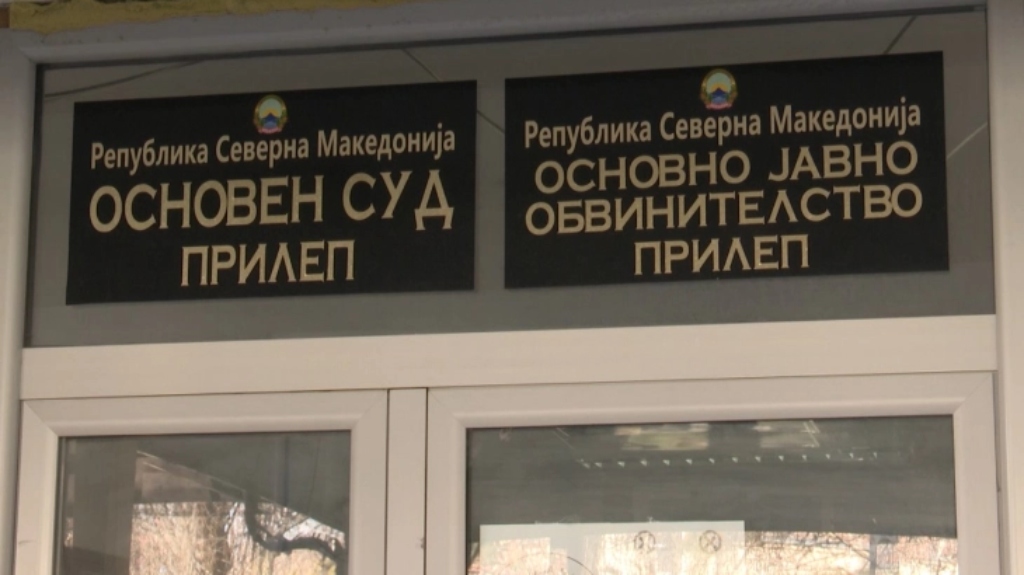 Република Северна Македонија
ОСНОВЕН СУД
ПРИЛЕП
Република Северна Македонија
ОСНОВНО ЈАВНО
ОБВИНИТЕЛСТВО
ПРИЛЕП